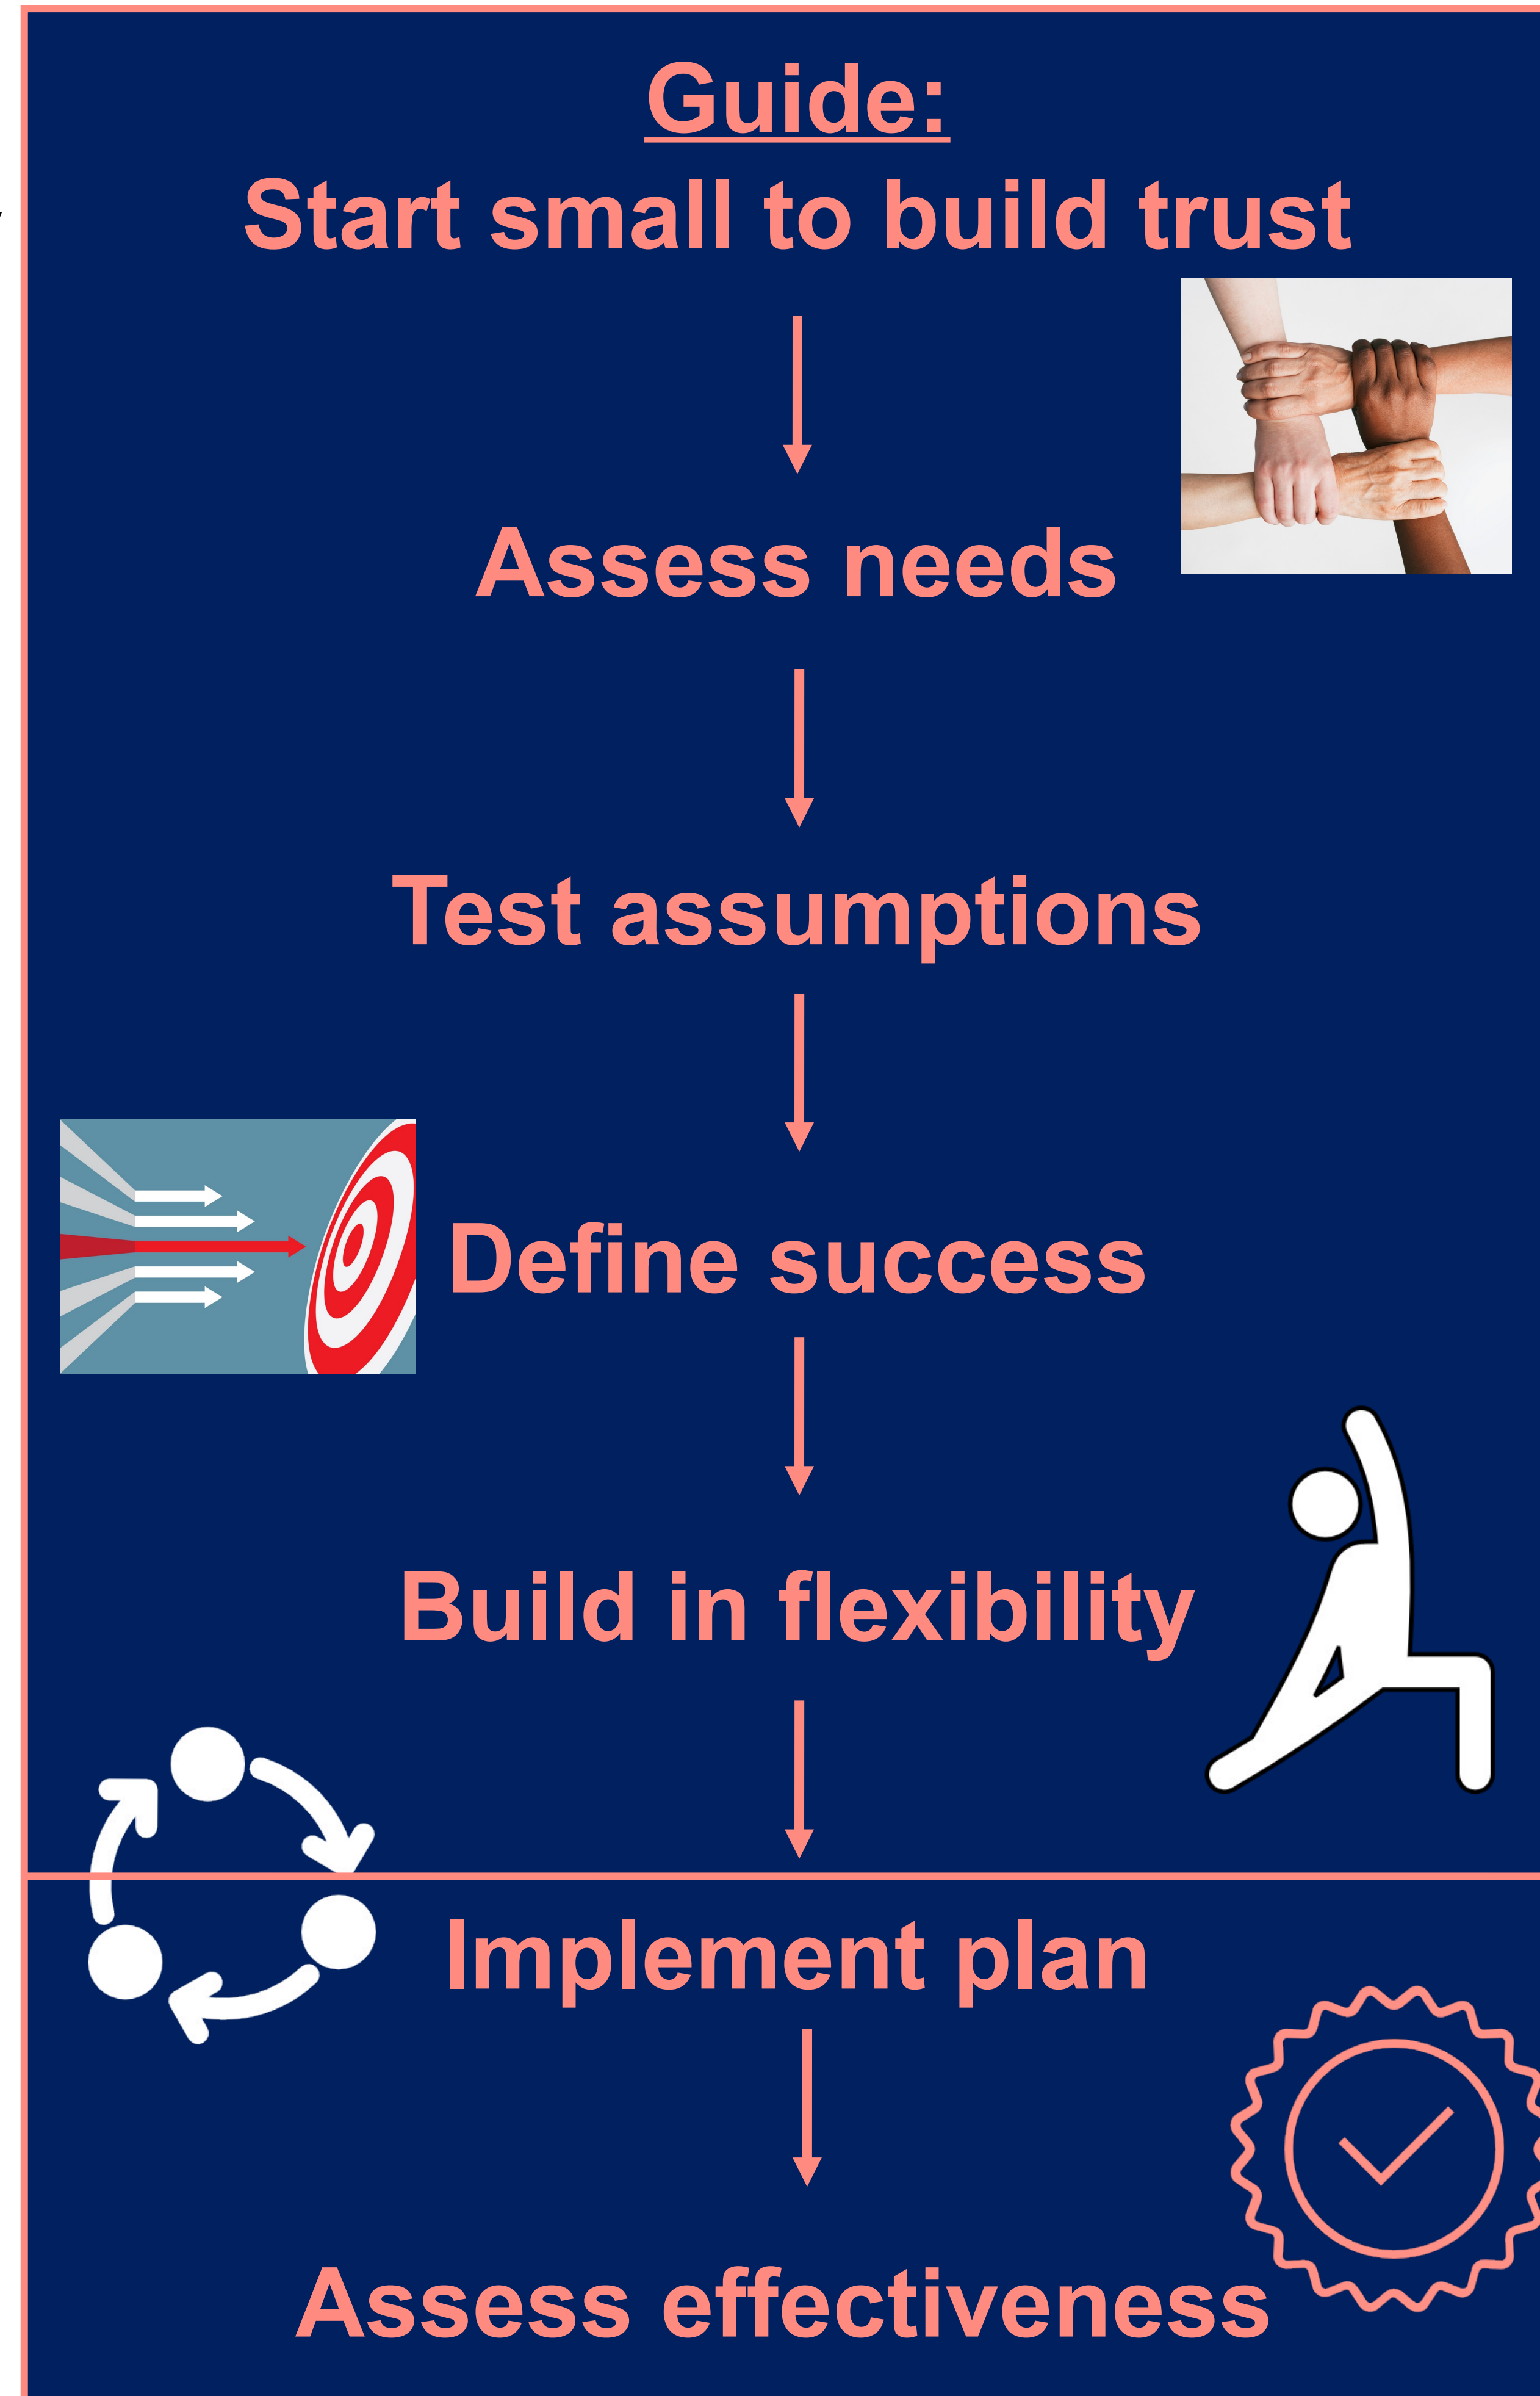 Guide:
Start small to build trust
Assess needs
Test assumptions
Define success
Build in flexibility
Implement plan
Assess effectiveness